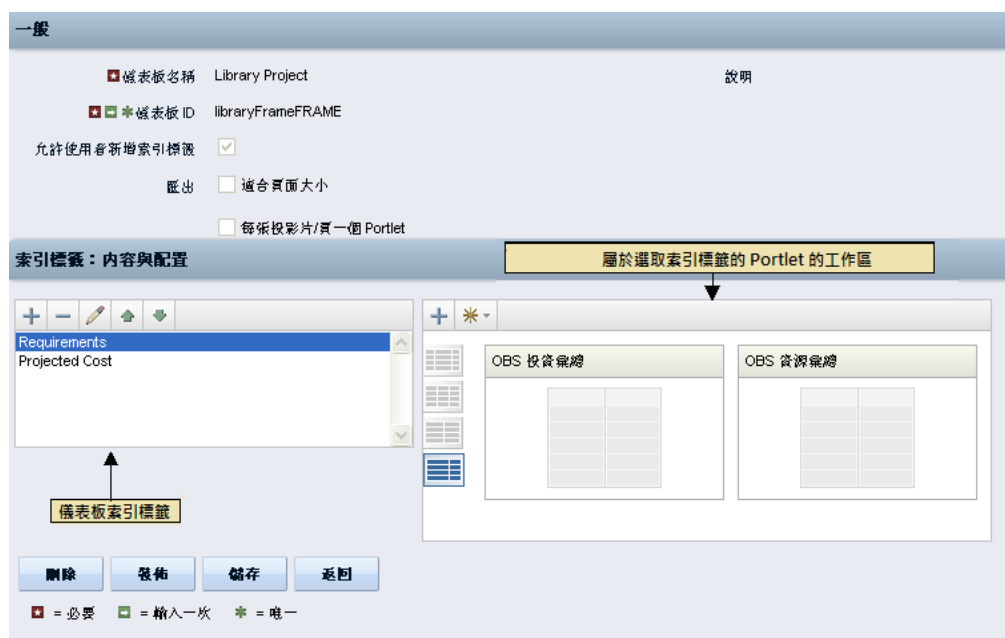 一般
儀表板名稱 Library Project 說明
儀表板 ID libraryFrameFRAME
允許使用者新增索引標籤
匯出 適合頁面大小
每張投影片/頁一個 Portlet
索引標籤：內容與配置
屬於選取索引標籤的 Portlet 的工作區
Requirements
Projected Cost
OBS 投資彙總
OBS 資源彙總
儀表板索引標籤
刪除 發佈 儲存 返回
= 必要 = 輸入一次 = 唯一